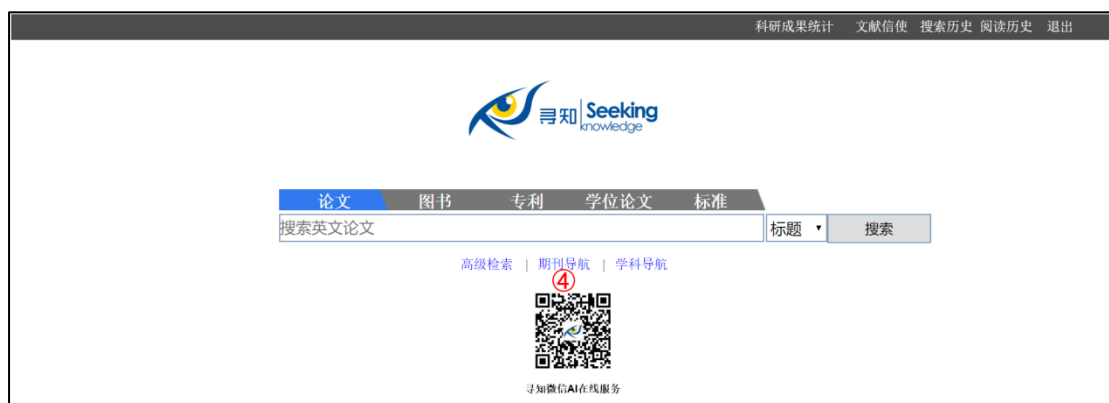 科研成果统计 文献信使 搜索历史 阅读历史 退出
寻知 Seeking
knowledge
论文 图书 专利 学位论文 标准
搜索英文论文 标题 搜索
高级检索 | 期刊导航 | 学科导航
④
寻知微信AI在线服务